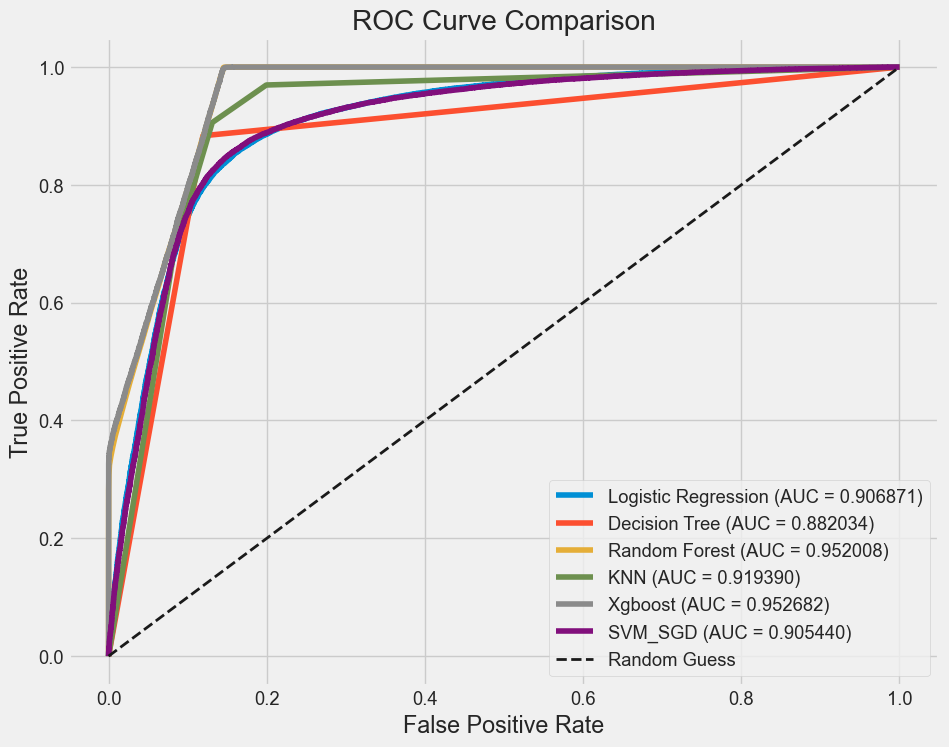 ROC Curve Comparison
True Positive Rate
1.0
0.8
0.6
0.4
0.2
0.0
Logistic Regression (AUC = 0.906871)
Decision Tree (AUC = 0.882034)
Random Forest (AUC = 0.952008)
KNN (AUC = 0.919390)
Xgboost (AUC = 0.952682)
SVM_SGD (AUC = 0.905440)
Random Guess
0.0 0.2 0.4 0.6 0.8 1.0
False Positive Rate